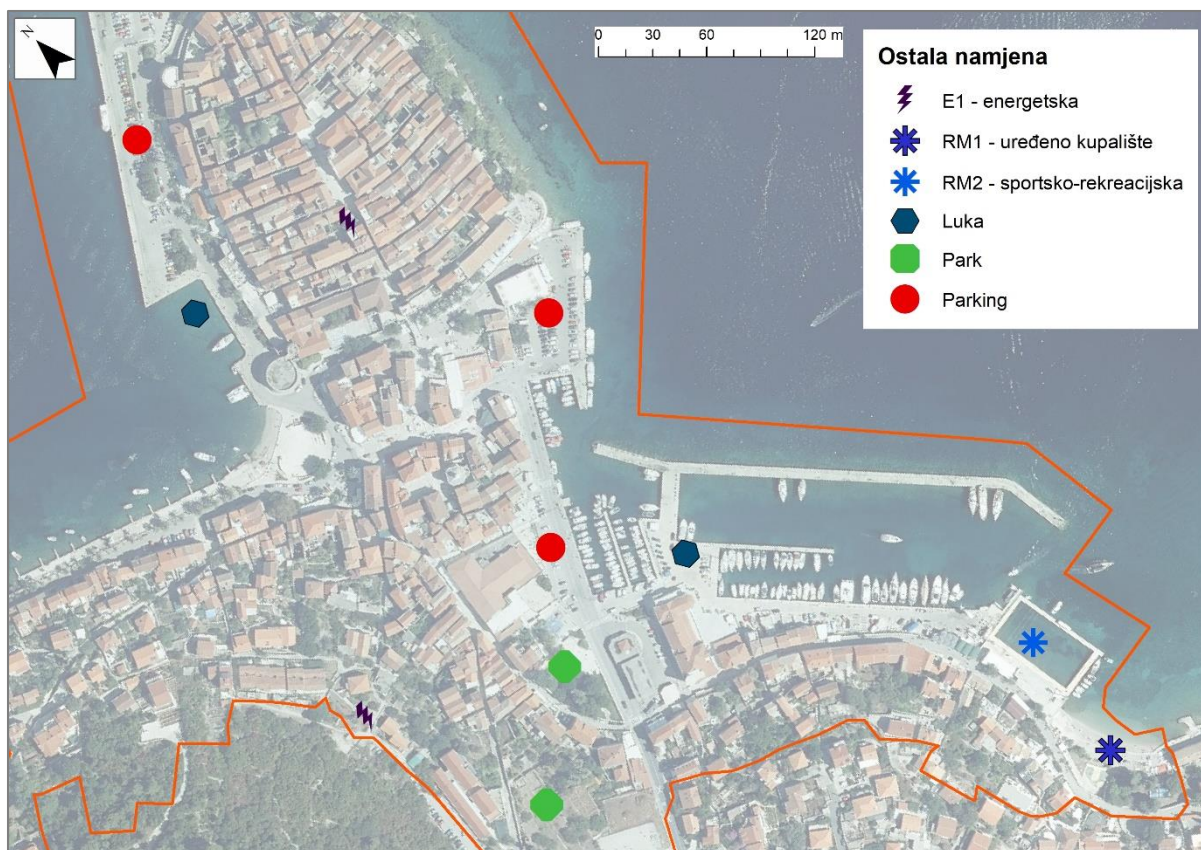 N
0 30 60 120 m
Ostala namjena
E1 - energetska
RM1 - uređeno kupalište
RM2 - sportsko-rekreacijska
Luka
Park
Parking